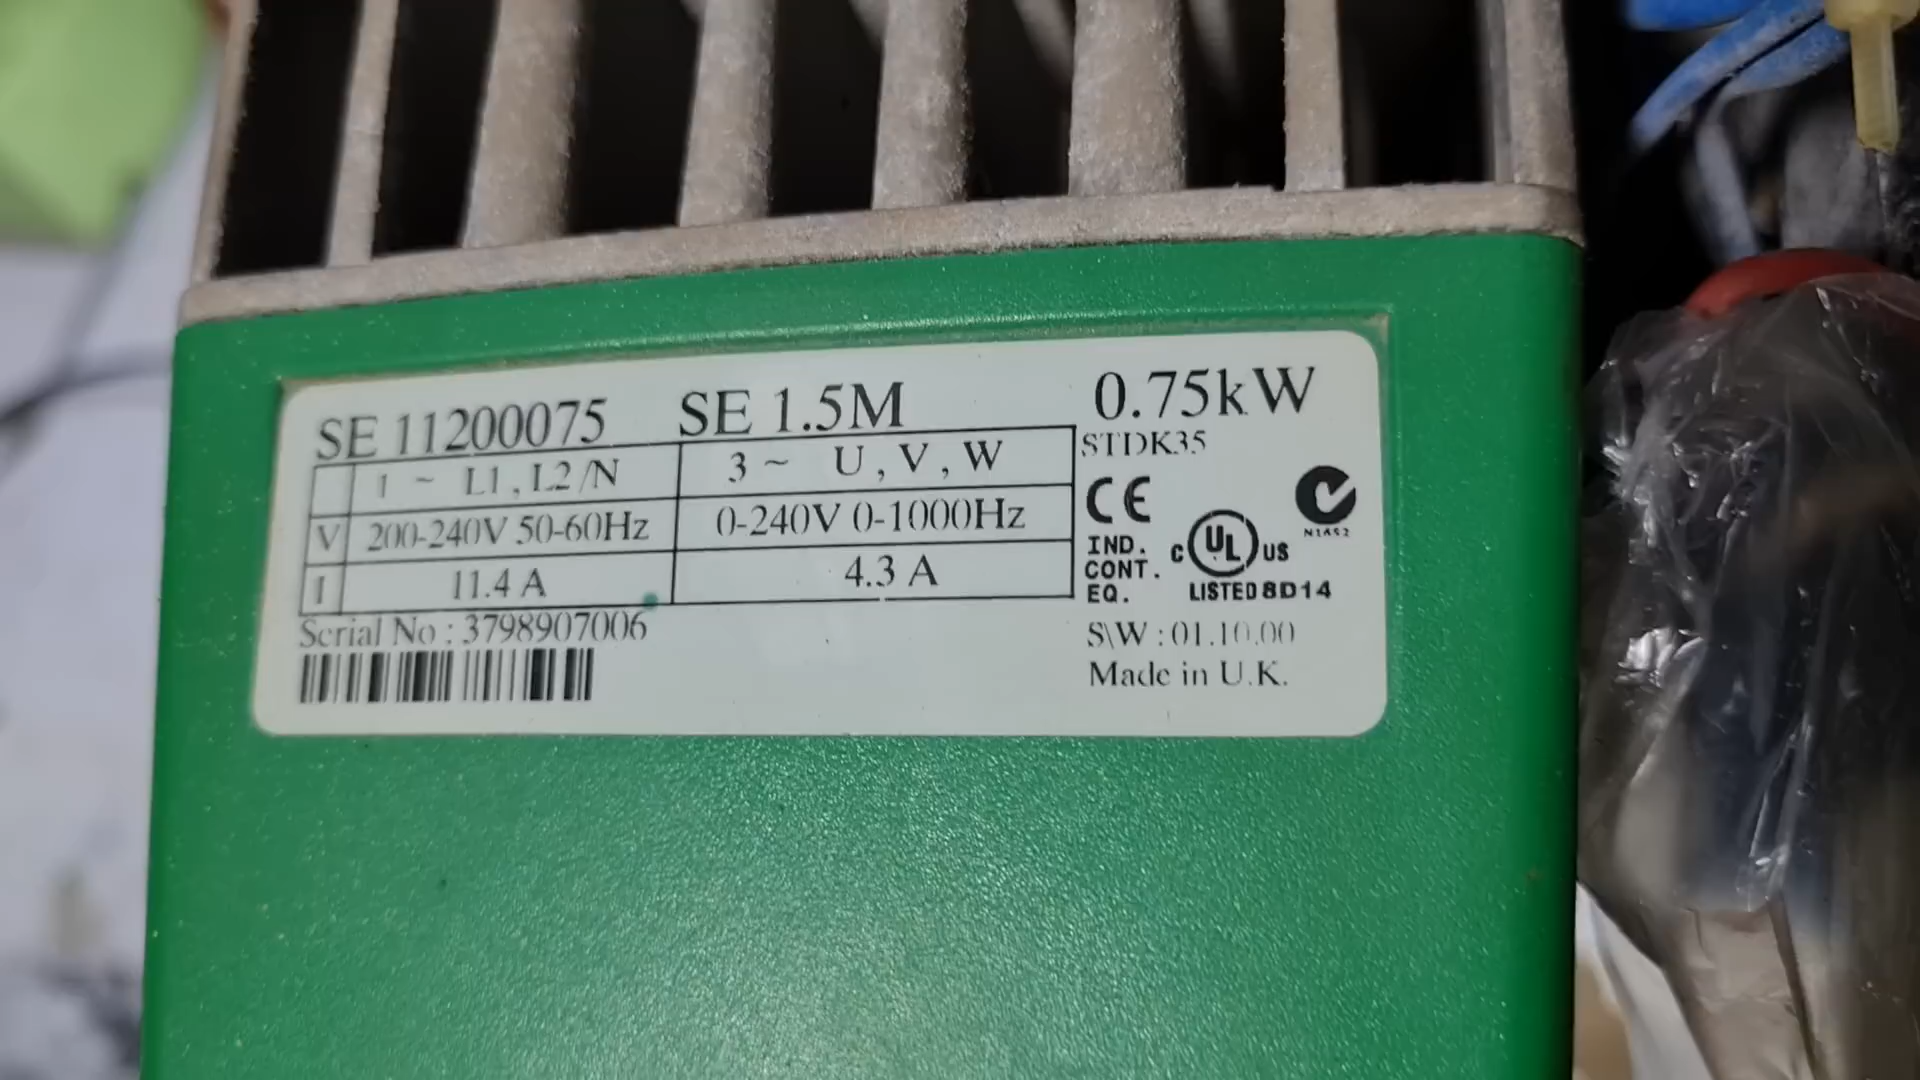 SE 11200075 SE 1.5M 0.75kW
STDK35
1 ~ L1 , L2 /N 3 ~ U , V , W
V 200-240V 50-60Hz 0-240V 0-1000Hz
I 11.4 A 4.3 A
CE
N1452
IND.
CONT.
EQ.
C UL US
LISTED 8D14
Serial No : 3798907006
S\W : 01.10.00
Made in U.K.